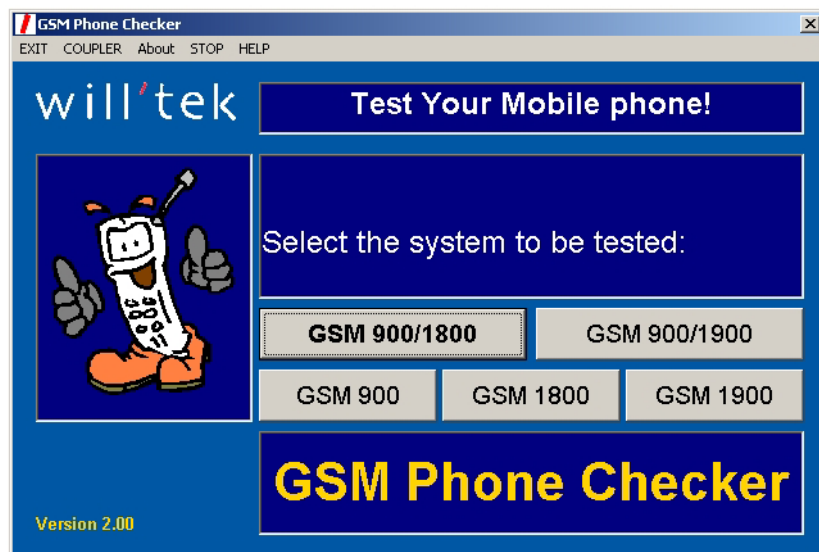 GSM Phone Checker
EXIT COUPLER About STOP HELP
will'tek
Test Your Mobile phone!
Select the system to be tested:
GSM 900/1800 GSM 900/1900
GSM 900 GSM 1800 GSM 1900
GSM Phone Checker
Version 2.00